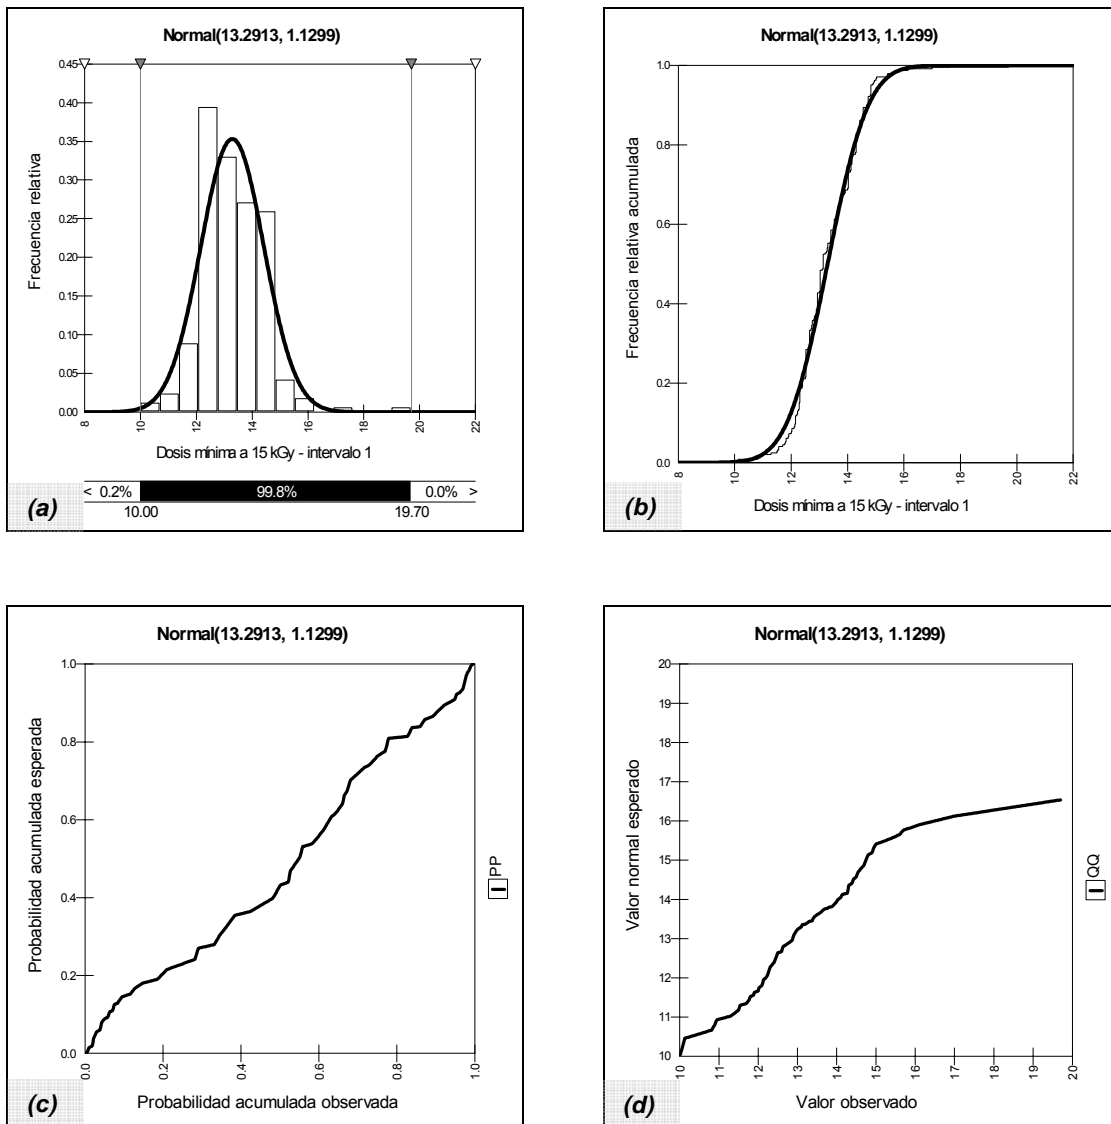 Normal(13.2913, 1.1299)
Frecuencia relativa
0.45
0.40
0.35
0.30
0.25
0.20
0.15
0.10
0.05
0.00
8 10 12 14 16 18 20 22
Dosis mínima a 15 kGy - intervalo 1
< 0.2% 99.8% 0.0% >
10.00 19.70
(a)
Normal(13.2913, 1.1299)
Frecuencia relativa acumulada
1.0
0.8
0.6
0.4
0.2
0.0
8 10 12 14 16 18 20 22
Dosis mínima a 15 kGy - intervalo 1
(b)
Normal(13.2913, 1.1299)
Probabilidad acumulada esperada
1.0
0.8
0.6
0.4
0.2
0.0
0.0 0.2 0.4 0.6 0.8 1.0
Probabilidad acumulada observada
PP
(c)
Normal(13.2913, 1.1299)
Valor normal esperado
20
19
18
17
16
15
14
13
12
11
10
10 11 12 13 14 15 16 17 18 19 20
Valor observado
QQ
(d)